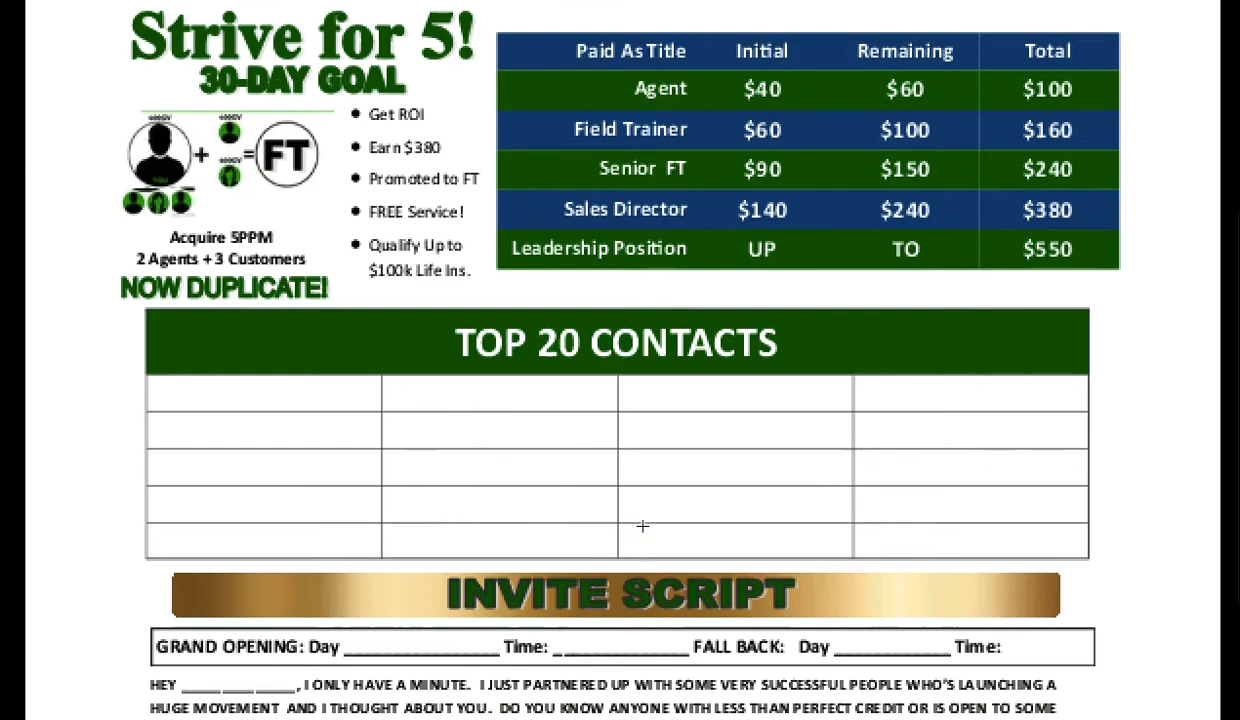 Strive for 5!
30-DAY GOAL
+
=
FT
Acquire 5PPM
2 Agents + 3 Customers
NOW DUPLICATE!
● Get ROI
● Earn $380
● Promoted to FT
● FREE Service!
● Qualify Up to
$100k Life Ins.
Paid As Title Initial Remaining Total
Agent $40 $60 $100
Field Trainer $60 $100 $160
Senior FT $90 $150 $240
Sales Director $140 $240 $380
Leadership Position UP TO $550
TOP 20 CONTACTS
INVITE SCRIPT
GRAND OPENING: Day ________________ Time: _ _____________ FALL BACK: Day ____________ Time:
HEY _____ ____ _____, I ONLY HAVE A MINUTE. I JUST PARTNERED UP WITH SOME VERY SUCCESSFUL PEOPLE WHO'S LAUNCHING A
HUGE MOVEMENT AND I THOUGHT ABOUT YOU. DO YOU KNOW ANYONE WITH LESS THAN PERFECT CREDIT OR IS OPEN TO SOME